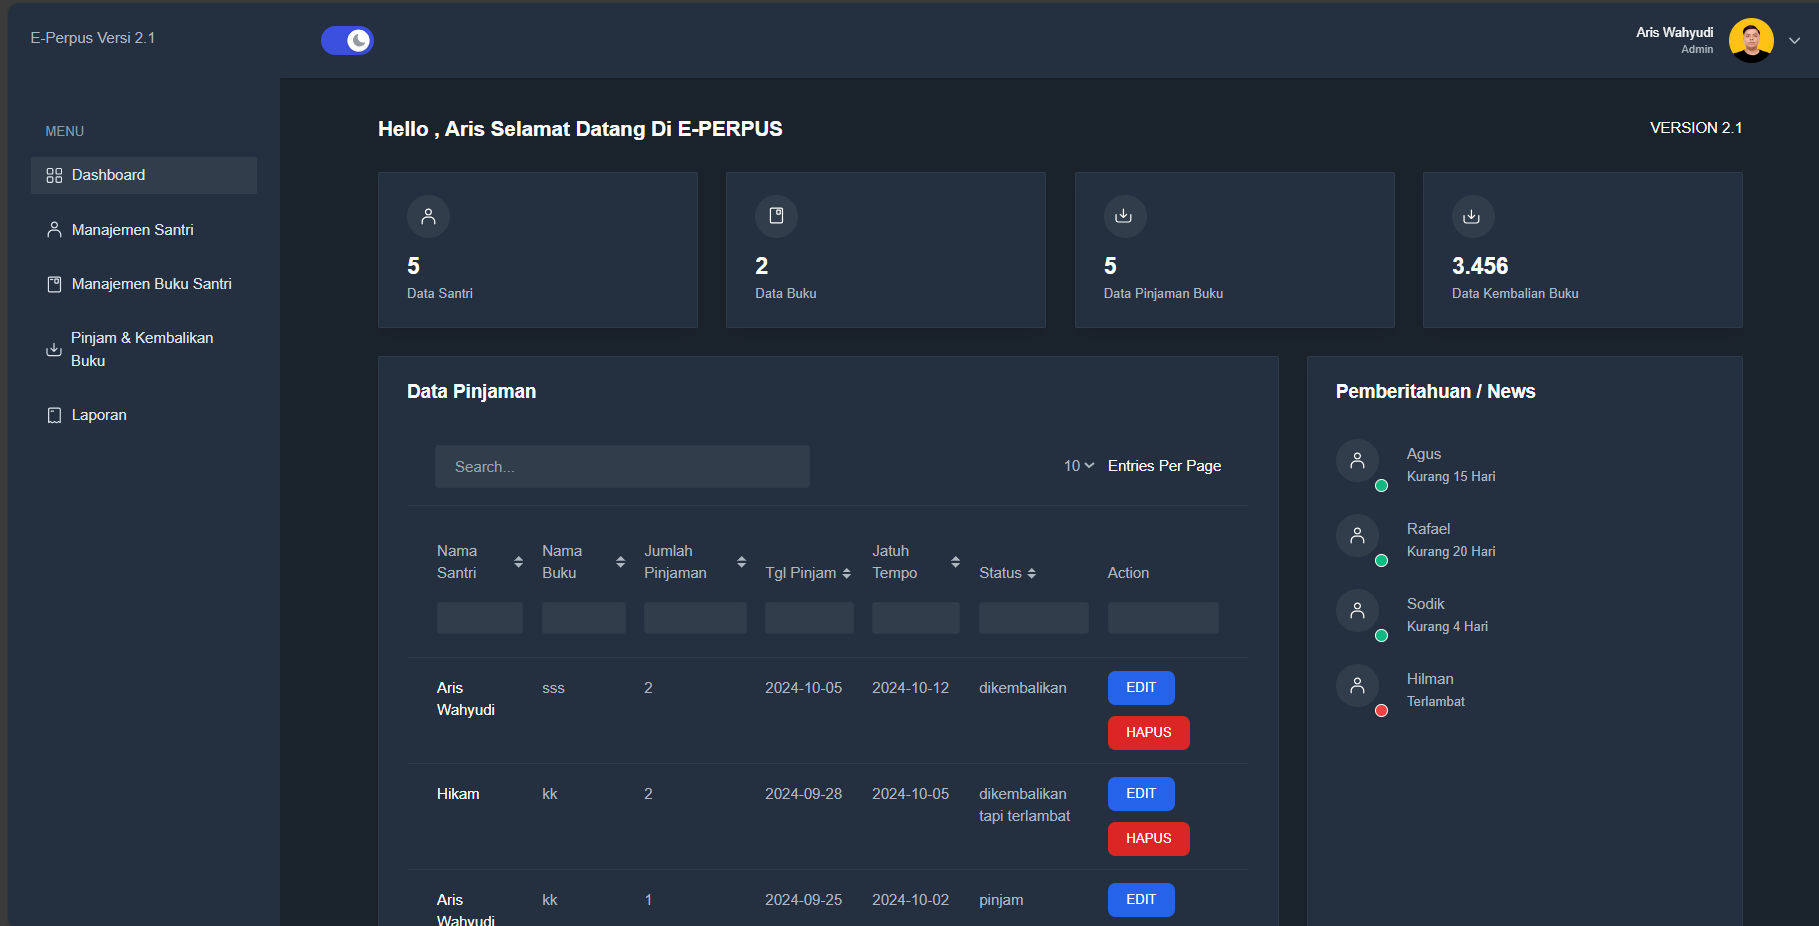 E-Perpus Versi 2.1
Aris Wahyudi
Admin
MENU
Dashboard
Manajemen Santri
Manajemen Buku Santri
Pinjam & Kembalikan
Buku
Laporan
Hello , Aris Selamat Datang Di E-PERPUS
VERSION 2.1
5
Data Santri
2
Data Buku
5
Data Pinjaman Buku
3.456
Data Kembalian Buku
Data Pinjaman
Search...
10 Entries Per Page
Nama
Santri
Nama
Buku
Jumlah
Pinjaman
Tgl Pinjam
Jatuh
Tempo
Status
Action
Aris
Wahyudi
sss
2
2024-10-05
2024-10-12
dikembalikan
EDIT
HAPUS
Hikam
kk
2
2024-09-28
2024-10-05
dikembalikan
tapi terlambat
EDIT
HAPUS
Aris
Wahyudi
kk
1
2024-09-25
2024-10-02
pinjam
EDIT
Pemberitahuan / News
Agus
Kurang 15 Hari
Rafael
Kurang 20 Hari
Sodik
Kurang 4 Hari
Hilman
Terlambat